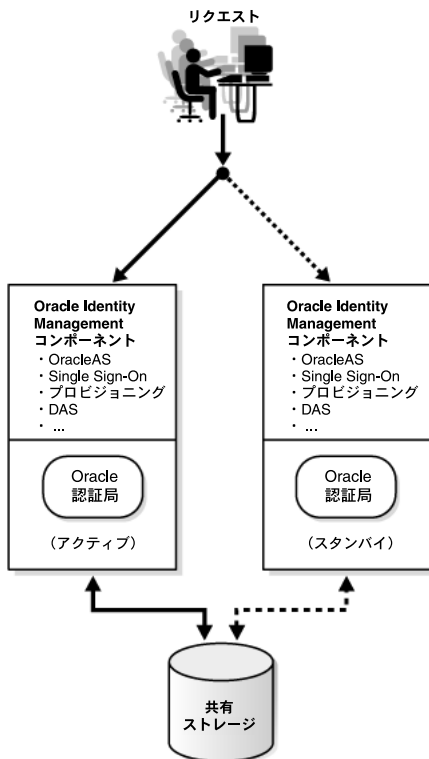 リクエスト
Oracle Identity
Management
コンポーネント
・OracleAS
・Single Sign-On
・プロビジョニング
・DAS
・...
Oracle
認証局
（アクティブ）
Oracle Identity
Management
コンポーネント
・OracleAS
・Single Sign-On
・プロビジョニング
・DAS
・...
Oracle
認証局
（スタンバイ）
共有
ストレージ